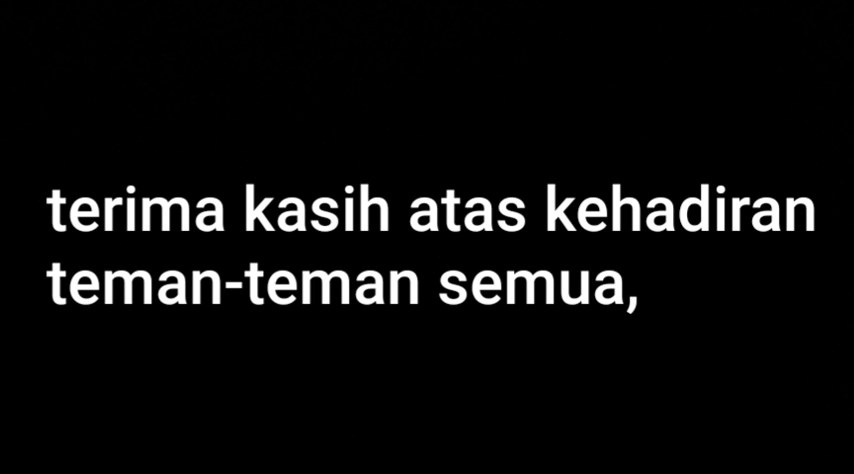 terima kasih atas kehadiran
teman-teman semua,